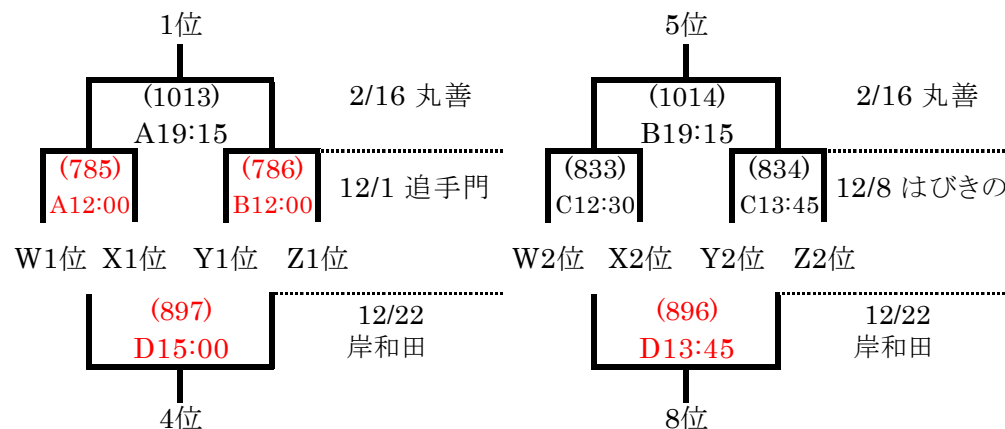 1位
(1013)
A19:15
2/16 丸善
(785)
A12:00
(786)
B12:00
12/1 追手門
W1位 X1位 Y1位 Z1位
(897)
D15:00
12/22
岸和田
4位
5位
(1014)
B19:15
2/16 丸善
(833)
C12:30
(834)
C13:45
12/8 はびきの
W2位 X2位 Y2位 Z2位
(896)
D13:45
12/22
岸和田
8位